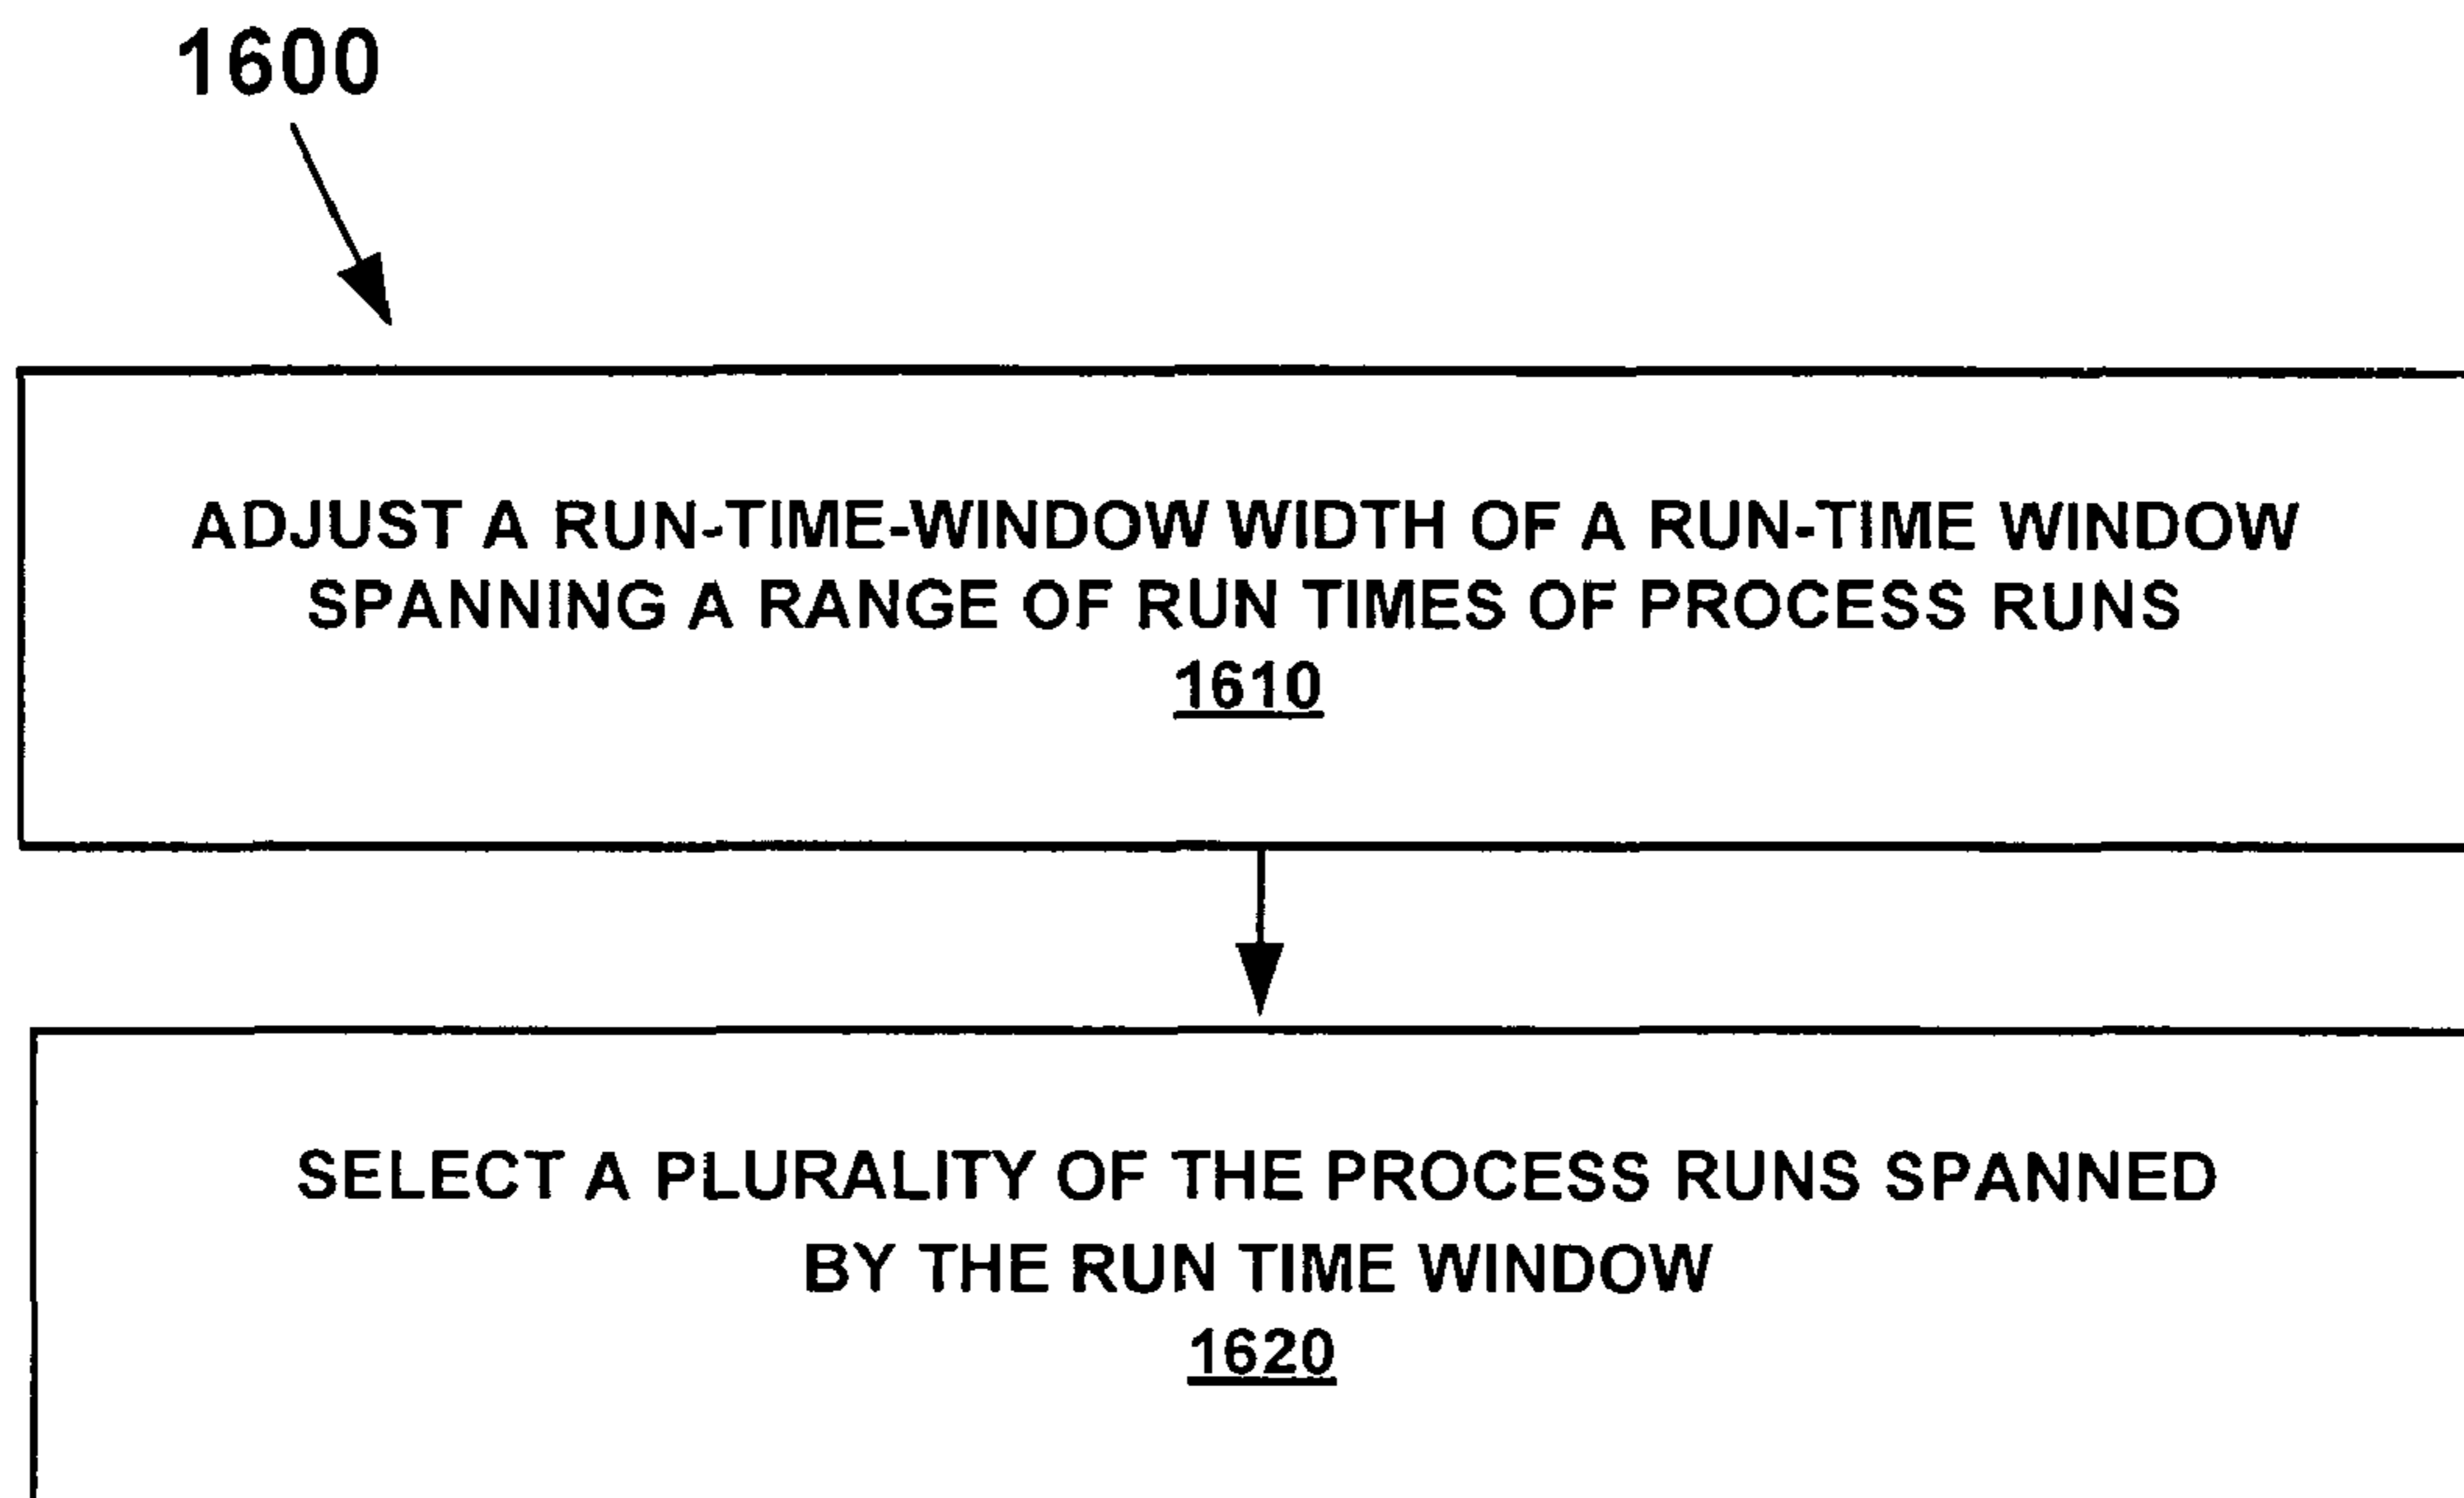 1600
ADJUST A RUN-TIME-WINDOW WIDTH OF A RUN-TIME WINDOW
SPANNING A RANGE OF RUN TIMES OF PROCESS RUNS
1610
SELECT A PLURALITY OF THE PROCESS RUNS SPANNED
BY THE RUN TIME WINDOW
1620